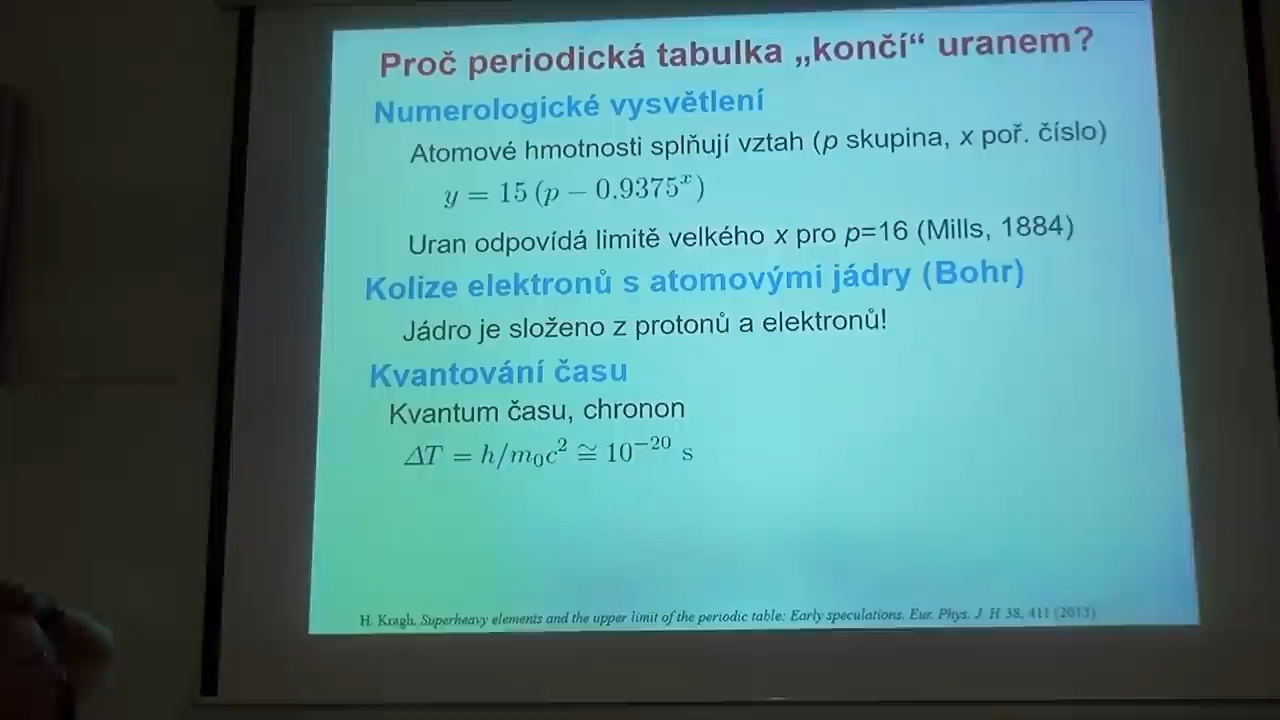 Proč periodická tabulka „končí“ uranem?
Numerologické vysvětlení
Atomové hmotnosti splňují vztah (p skupina, x poř. číslo)
y = 15 (p − 0.9375ˣ)
Uran odpovídá limitě velkého x pro p=16 (Mills, 1884)
Kolize elektronů s atomovými jádry (Bohr)
Jádro je složeno z protonů a elektronů!
Kvantování času
Kvantum času, chronon
ΔT = h/m₀c² ≅ 10⁻²⁰ s
H. Kragh. Superheavy elements and the upper limit of the periodic table: Early speculations. Eur. Phys. J. H 38, 411 (2013)